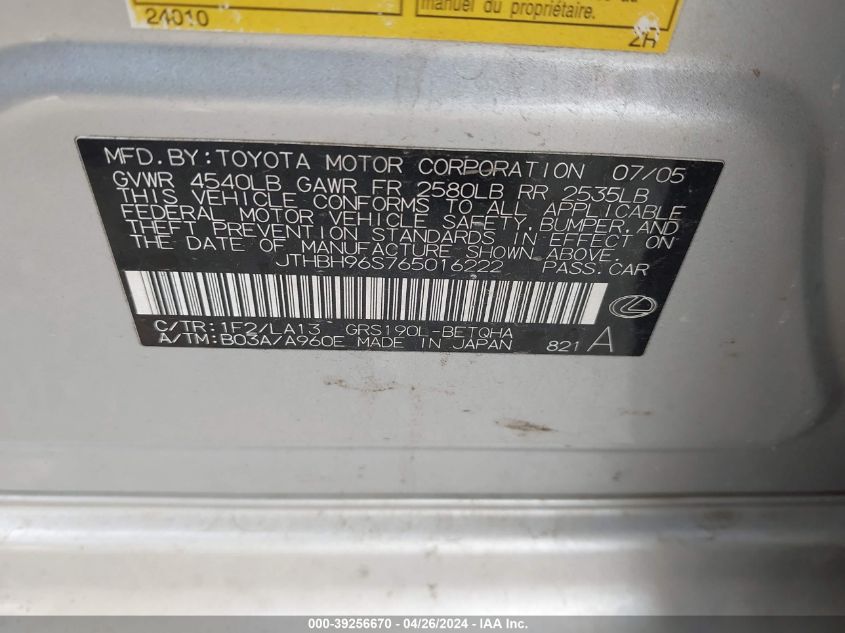 manuel du propriétaire.
24010
MFD. BY: TOYOTA MOTOR CORPORATION 07/05
GVWR 4540LB GAWR FR 2580LB RR 2535LB
THIS VEHICLE CONFORMS TO ALL APPLICABLE
FEDERAL MOTOR VEHICLE SAFETY, BUMPER, AND
THEFT PREVENTION STANDARDS IN EFFECT ON
THE DATE OF MANUFACTURE SHOWN ABOVE.
JTHBH96S765016222 PASS. CAR
C/TR: 1F2/LA13 GRS190L-BETQHA
A/TM: B03A/A960E MADE IN JAPAN 821 A
000-39256670 - 04/26/2024 - IAA Inc.